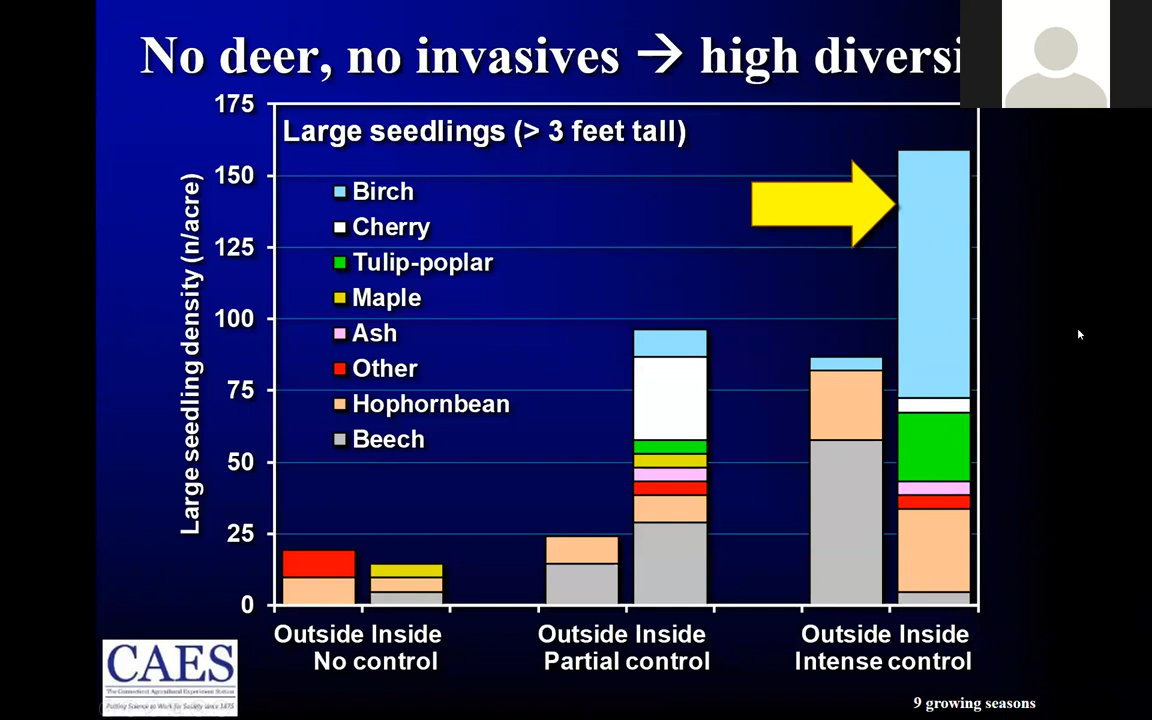 No deer, no invasives → high diversi
175
Large seedlings (> 3 feet tall)
150
125
100
75
50
25
0
Large seedling density (n/acre)
Birch
Cherry
Tulip-poplar
Maple
Ash
Other
Hophornbean
Beech
Outside Inside Outside Inside Outside Inside
No control Partial control Intense control
CAES
The Connecticut Agricultural Experiment Station
Putting Science to Work for Society since 1875
9 growing seasons